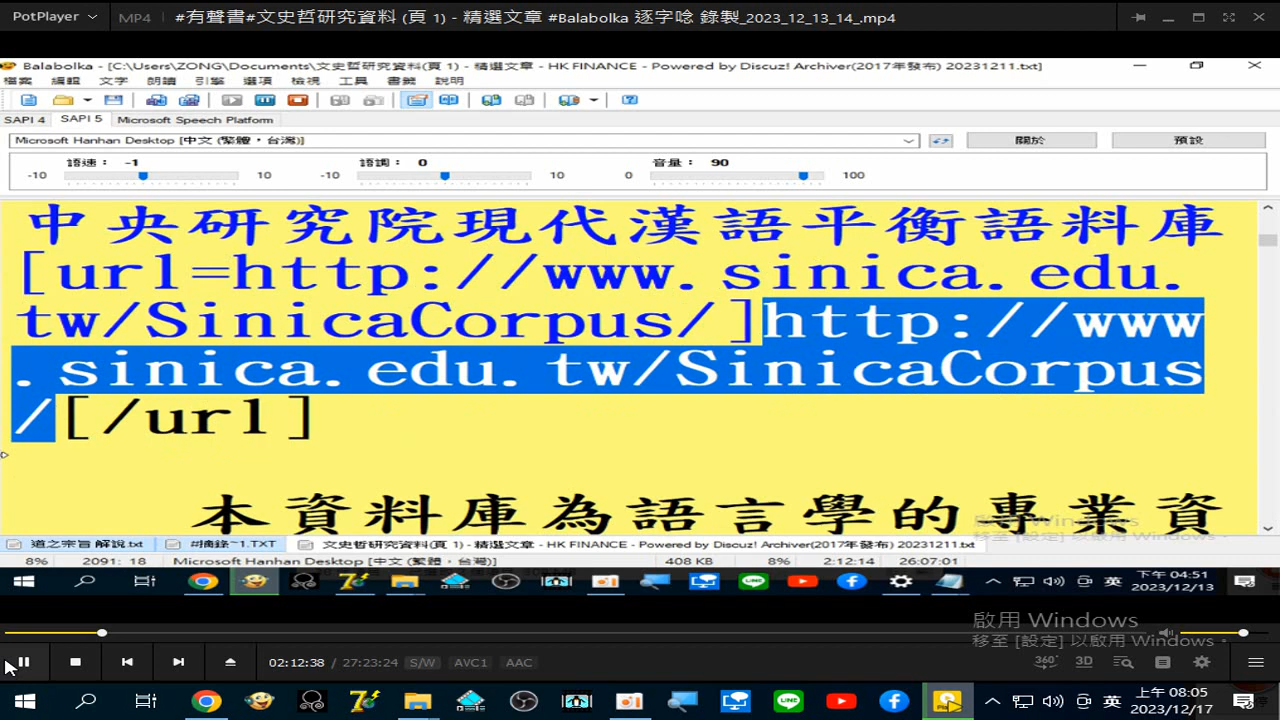 PotPlayer MP4 #有聲書#文史哲研究資料 (頁 1) - 精選文章 #Balabolka 逐字唸 錄製_2023_12_13_14_.mp4
Balabolka - [C:\Users\ZONG\Documents\文史哲研究資料(頁 1) - 精選文章 - HK FINANCE - Powered by Discuz! Archiver(2017年發布) 20231211.txt]
檔案 編輯 文字 朗讀 引擎 選項 檢視 工具 書籤 說明
SAPI 4 SAPI 5 Microsoft Speech Platform
Microsoft Hanhan Desktop [中文 (繁體，台灣)] 關於 預設
語速： -1 語調： 0 音量： 90
-10 10 -10 10 0 100
中央研究院現代漢語平衡語料庫
[url=http://www.sinica.edu.
tw/SinicaCorpus/]http://www
.sinica.edu.tw/SinicaCorpus
/[/url]
本資料庫為語言學的專業資
啟用 Windows
移至 [設定] 以啟用 Windows。
道之宗旨 解說.txt #摘錄~1.TXT 文史哲研究資料(頁 1) - 精選文章 - HK FINANCE - Powered by Discuz! Archiver(2017年發布) 20231211.txt
8% 2091: 18 Microsoft Hanhan Desktop [中文 (繁體，台灣)] 408 KB 8% 2:12:14 26:07:01
英 下午 04:51
2023/12/13
啟用 Windows
移至 [設定] 以啟用 Windows。
02:12:38 / 27:23:24 S/W AVC1 AAC 360° 3D
英 上午 08:05
2023/12/17